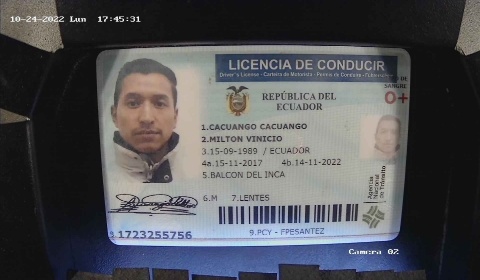 10-24-2022 Lun 17:45:31
LICENCIA DE CONDUCIR
Driver's License - Carteira de Motorista - Permis de Conduire
REPÚBLICA DEL
ECUADOR
SANGRE
O+
1.CACUANGO CACUANGO
2.MILTON VINICIO
3.15-09-1989 / ECUADOR
4a.15-11-2017 4b.14-11-2022
5.BALCON DEL INCA
6.M 7.LENTES
Agencia
Nacional
de Tránsito
1723255756
9.PCY - FPESANTEZ
Camera 02